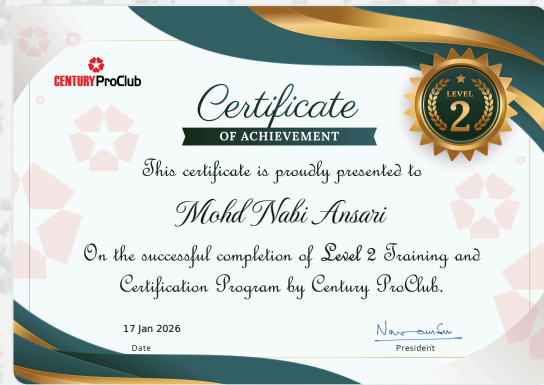 CENTURY ProClub
LEVEL
2
Certificate
OF ACHIEVEMENT
This certificate is proudly presented to
Mohd Nabi Ansari
On the successful completion of Level 2 Training and
Certification Program by Century ProClub.
17 Jan 2026
Date
President